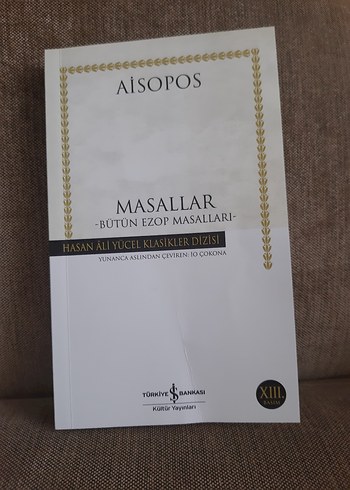 AİSOPOS
MASALLAR
-BÜTÜN EZOP MASALLARI-
HASAN ÂLİ YÜCEL KLASİKLER DİZİSİ
YUNANCA ASLINDAN ÇEVİREN: İO ÇOKONA
TÜRKİYE İŞ BANKASI
Kültür Yayınları
XIII.
BASIM